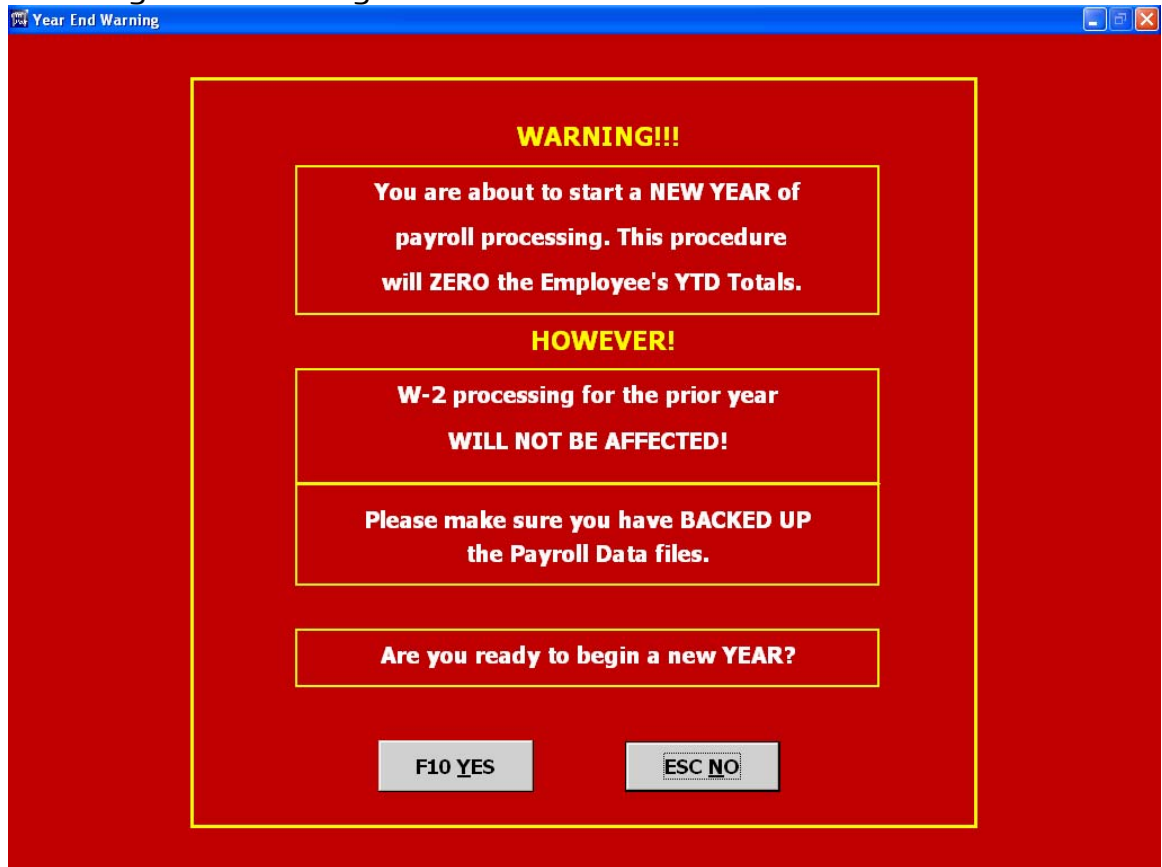 Year End Warning
WARNING!!!
You are about to start a NEW YEAR of
payroll processing. This procedure
will ZERO the Employee's YTD Totals.
HOWEVER!
W-2 processing for the prior year
WILL NOT BE AFFECTED!
Please make sure you have BACKED UP
the Payroll Data files.
Are you ready to begin a new YEAR?
F10 YES
ESC NO